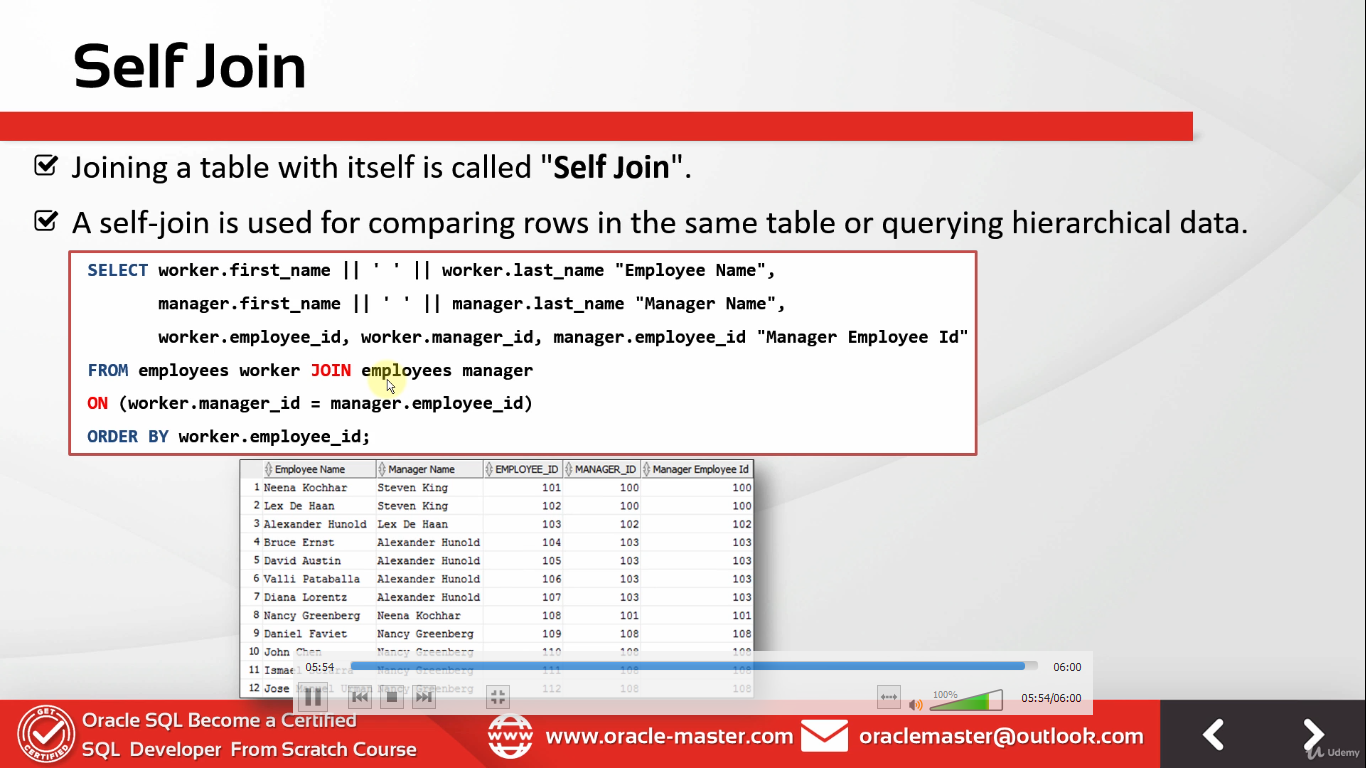 Self Join
Joining a table with itself is called "Self Join".
A self-join is used for comparing rows in the same table or querying hierarchical data.
SELECT worker.first_name || ' ' || worker.last_name "Employee Name",
manager.first_name || ' ' || manager.last_name "Manager Name",
worker.employee_id, worker.manager_id, manager.employee_id "Manager Employee Id"
FROM employees worker JOIN employees manager
ON (worker.manager_id = manager.employee_id)
ORDER BY worker.employee_id;
Employee Name Manager Name EMPLOYEE_ID MANAGER_ID Manager Employee Id
1 Neena Kochhar Steven King 101 100 100
2 Lex De Haan Steven King 102 100 100
3 Alexander Hunold Lex De Haan 103 102 102
4 Bruce Ernst Alexander Hunold 104 103 103
5 David Austin Alexander Hunold 105 103 103
6 Valli Pataballa Alexander Hunold 106 103 103
7 Diana Lorentz Alexander Hunold 107 103 103
8 Nancy Greenberg Neena Kochhar 108 101 101
9 Daniel Faviet Nancy Greenberg 109 108 108
10 John Chen Nancy Greenberg 110 108 108
11 Nancy Greenberg 111 108 108
12 Jose Manuel Urman Nancy Greenberg 112 108 108
05:54 06:00
100% 05:54/06:00
GET CERTIFIED
Oracle SQL Become a Certified
SQL Developer From Scratch Course
WWW www.oracle-master.com
oraclemaster@outlook.com
Udemy